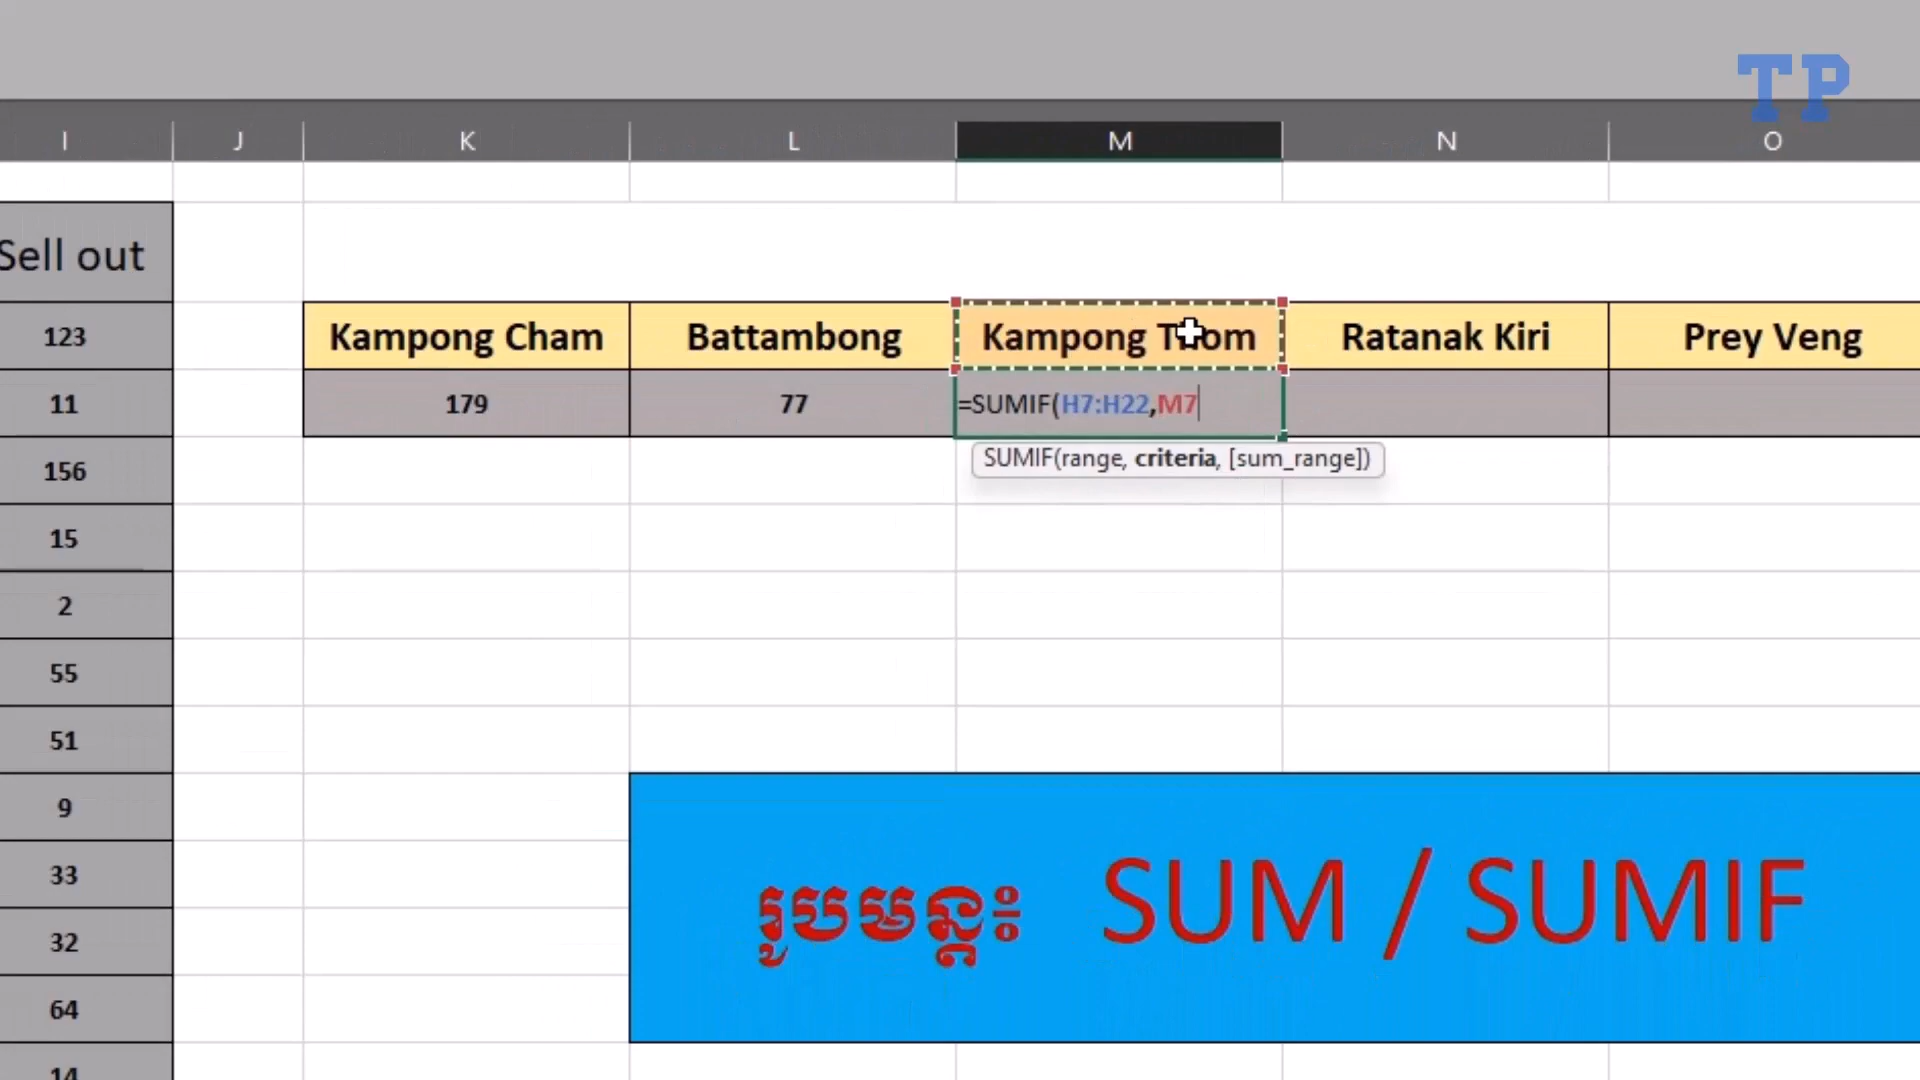 TP
I J K L M N O
Sell out
123 Kampong Cham Battambong Kampong Thom Ratanak Kiri Prey Veng
11 179 77 =SUMIF(H7:H22,M7
SUMIF(range, criteria, [sum_range])
156
15
2
55
51
9
33
រូបមន្តះ SUM / SUMIF
32
64
14